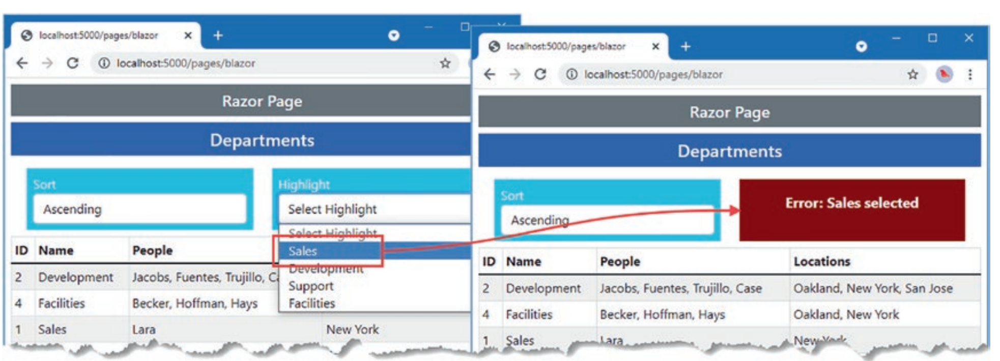 localhost:5000/pages/blazor
localhost:5000/pages/blazor
Razor Page
Departments
Sort
Highlight
Ascending
Select Highlight
Select Highlight
Sales
Development
Support
Facilities
ID Name People
2 Development Jacobs, Fuentes, Trujillo, Ca
4 Facilities Becker, Hoffman, Hays
1 Sales Lara New York
localhost:5000/pages/blazor
localhost:5000/pages/blazor
Razor Page
Departments
Sort
Ascending
Error: Sales selected
ID Name People Locations
2 Development Jacobs, Fuentes, Trujillo, Case Oakland, New York, San Jose
4 Facilities Becker, Hoffman, Hays Oakland, New York
1 Sales Lara New York